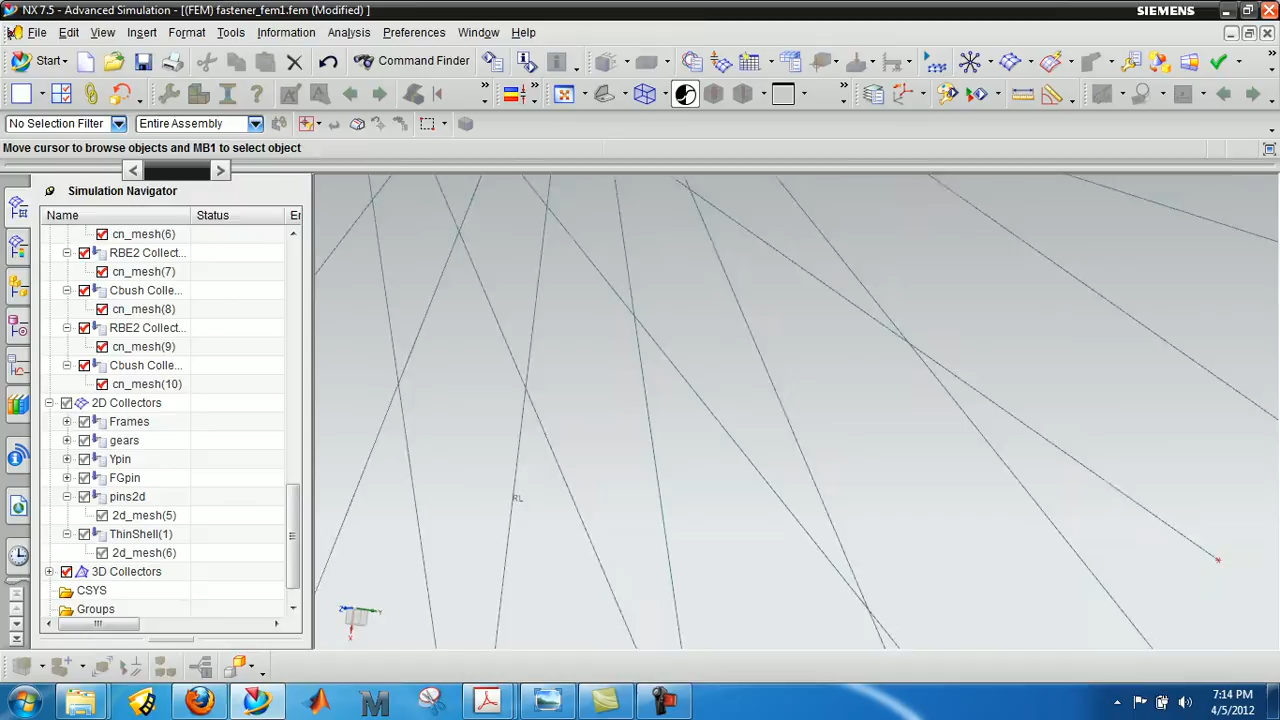 NX 7.5 - Advanced Simulation - [(FEM) fastener_fem1.fem (Modified) ]
SIEMENS
File Edit View Insert Format Tools Information Analysis Preferences Window Help
Start Command Finder
No Selection Filter Entire Assembly
Move cursor to browse objects and MB1 to select object
Simulation Navigator
Name Status Er
cn_mesh(6)
RBE2 Collect...
cn_mesh(7)
Cbush Colle...
cn_mesh(8)
RBE2 Collect...
cn_mesh(9)
Cbush Colle...
cn_mesh(10)
2D Collectors
Frames
gears
Ypin
FGpin
pins2d
2d_mesh(5)
ThinShell(1)
2d_mesh(6)
3D Collectors
CSYS
Groups
RL
Z Y
X
7:14 PM
4/5/2012